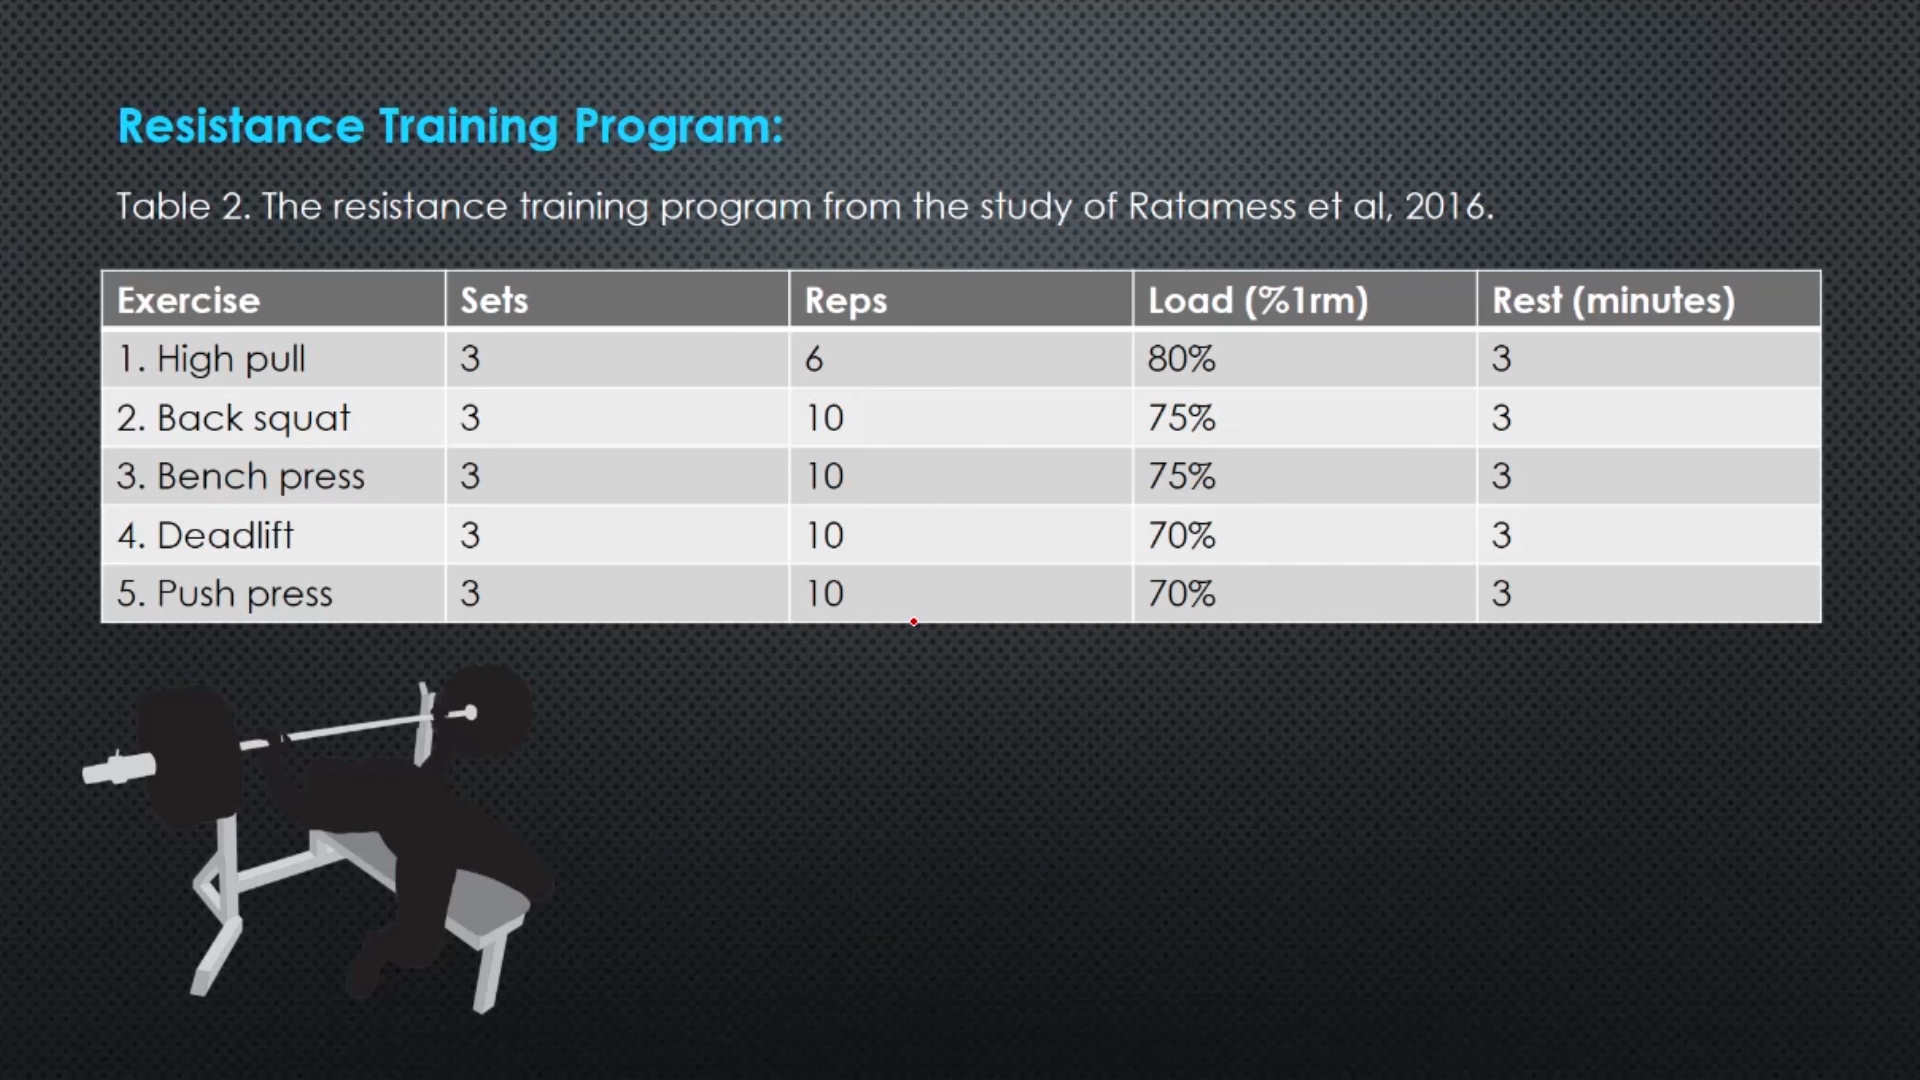 Resistance Training Program:
Table 2. The resistance training program from the study of Ratamess et al, 2016.
Exercise Sets Reps Load (%1rm) Rest (minutes)
1. High pull 3 6 80% 3
2. Back squat 3 10 75% 3
3. Bench press 3 10 75% 3
4. Deadlift 3 10 70% 3
5. Push press 3 10 70% 3